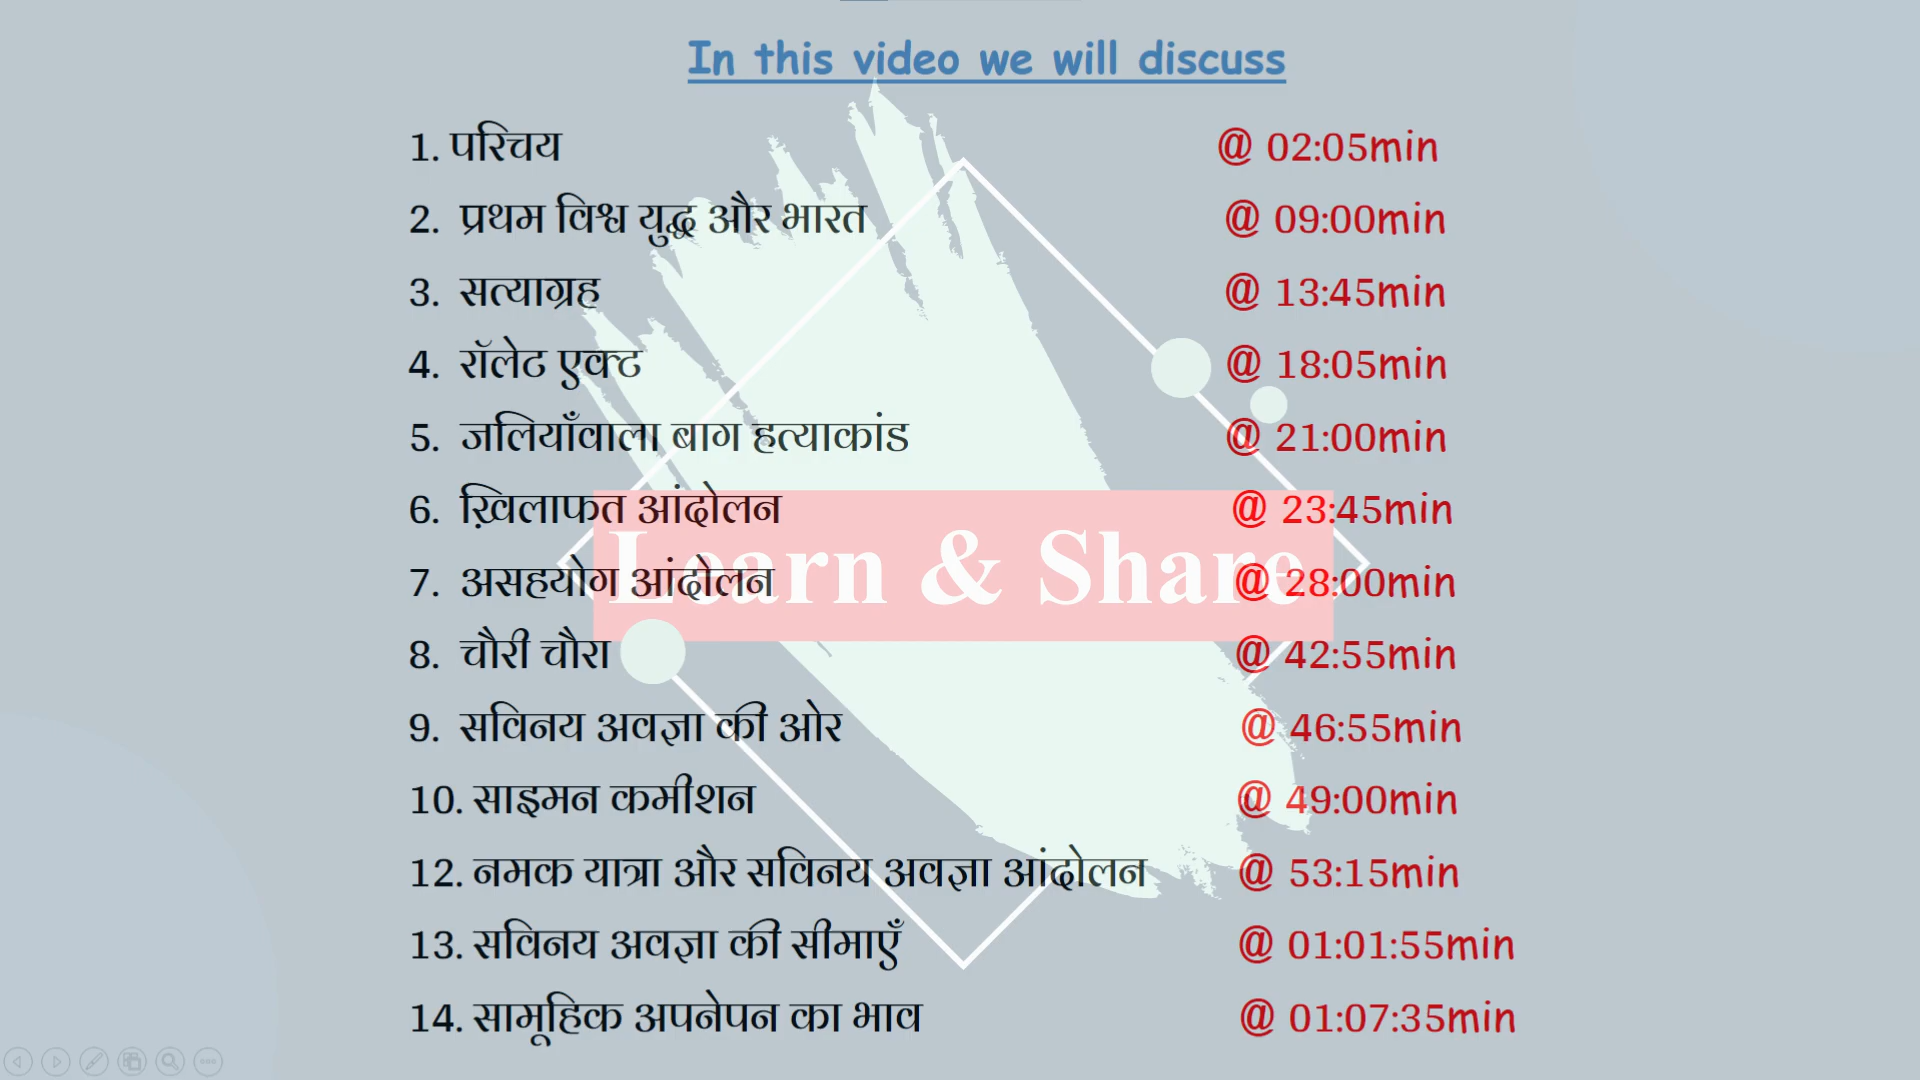 In this video we will discuss
1. परिचय @ 02:05min
2. प्रथम विश्व युद्ध और भारत @ 09:00min
3. सत्याग्रह @ 13:45min
4. रॉलेट एक्ट @ 18:05min
5. जलियाँवाला बाग हत्याकांड @ 21:00min
6. ख़िलाफत आंदोलन @ 23:45min
Learn & Share
7. असहयोग आंदोलन @ 28:00min
8. चौरी चौरा @ 42:55min
9. सविनय अवज्ञा की ओर @ 46:55min
10. साइमन कमीशन @ 49:00min
12. नमक यात्रा और सविनय अवज्ञा आंदोलन @ 53:15min
13. सविनय अवज्ञा की सीमाएँ @ 01:01:55min
14. सामूहिक अपनेपन का भाव @ 01:07:35min